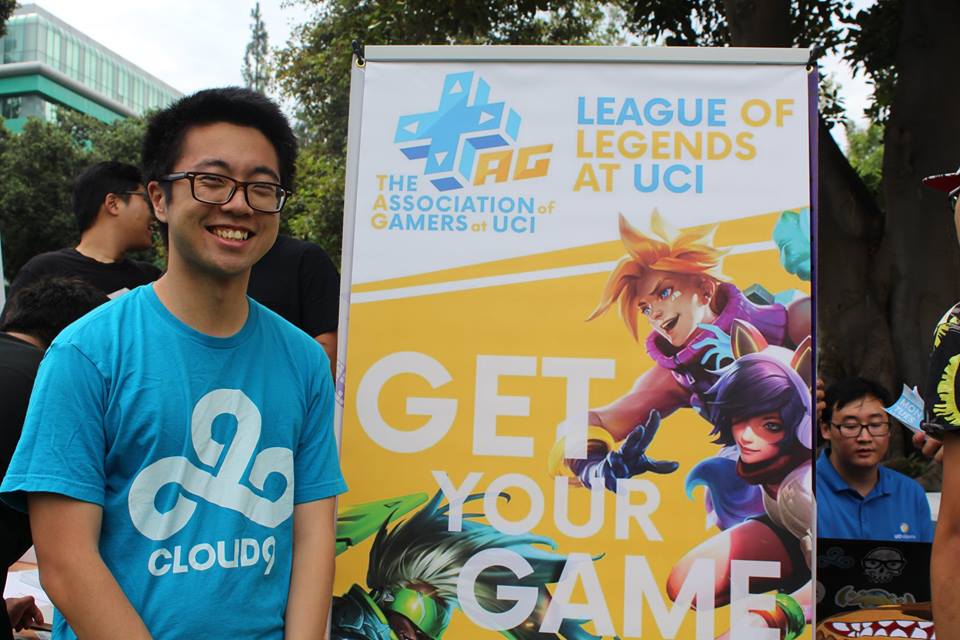 THE
ASSOCIATION of
GAMERS at UCI
AG
LEAGUE OF
LEGENDS
AT UCI
GET
YOUR
GAME
CLOUD9